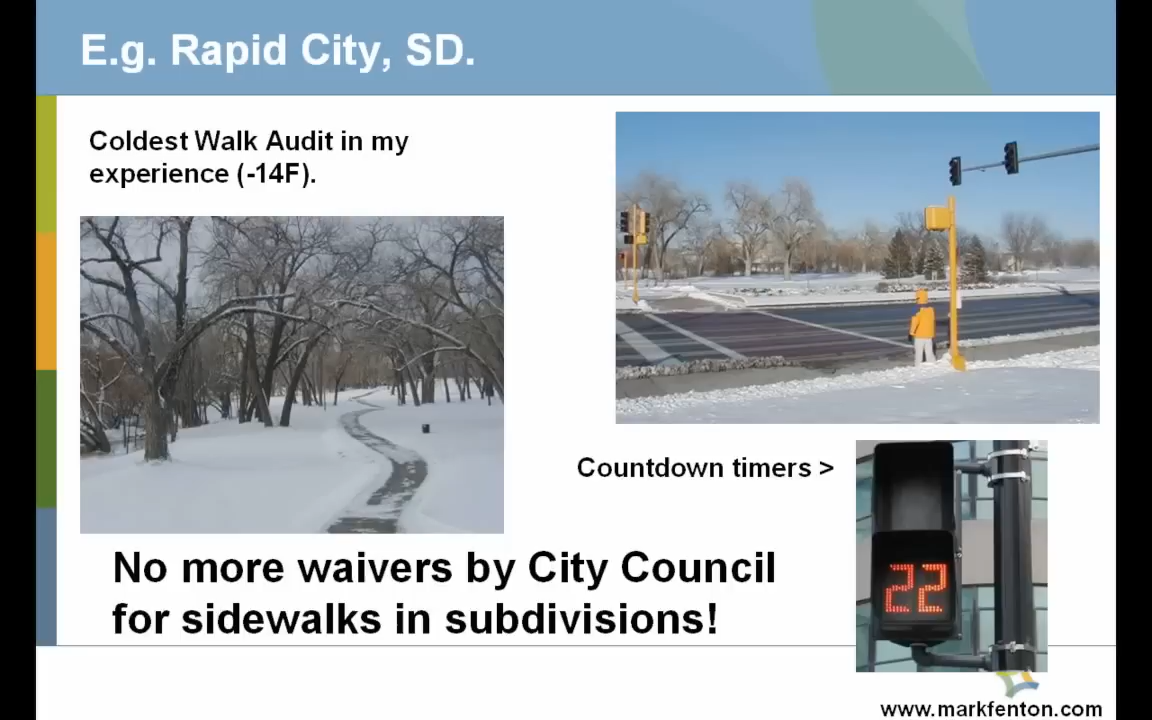 E.g. Rapid City, SD.
Coldest Walk Audit in my
experience (-14F).
Countdown timers >
22
No more waivers by City Council
for sidewalks in subdivisions!
www.markfenton.com